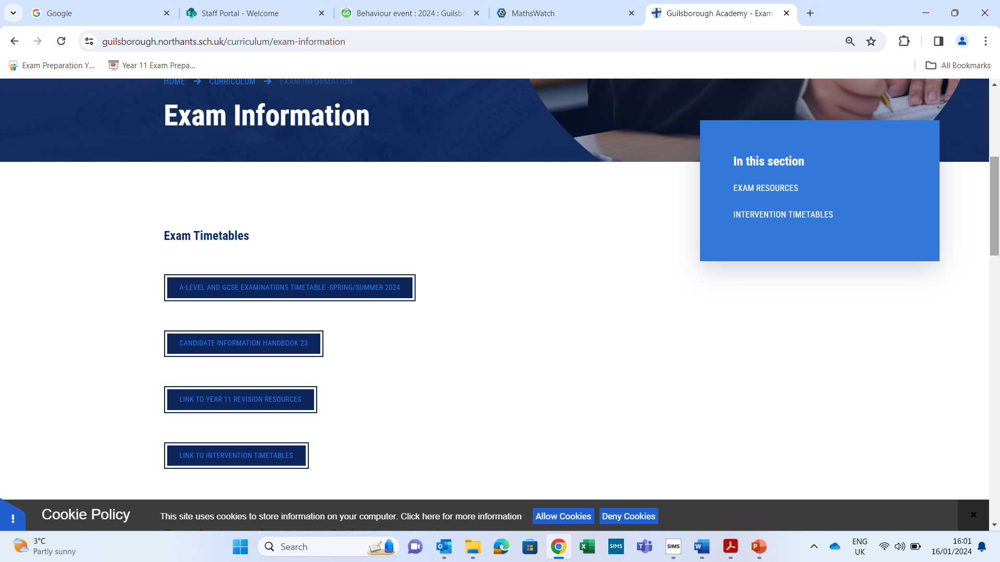 Google
Staff Portal - Welcome
Behaviour event : 2024 : Guilsbo
MathsWatch
Guilsborough Academy - Exam
guilsborough.northants.sch.uk/curriculum/exam-information
Exam Preparation Y...
Year 11 Exam Prepa...
All Bookmarks
HOME
CURRICULUM
EXAM INFORMATION
Exam Information
In this section
EXAM RESOURCES
INTERVENTION TIMETABLES
Exam Timetables
A-LEVEL AND GCSE EXAMINATIONS TIMETABLE -SPRING/SUMMER 2024
CANDIDATE INFORMATION HANDBOOK 23
LINK TO YEAR 11 REVISION RESOURCES
LINK TO INTERVENTION TIMETABLES
Cookie Policy
This site uses cookies to store information on your computer. Click here for more information
Allow Cookies
Deny Cookies
3°C
Partly sunny
Search
SIMS
SIMS
ENG
UK
16:01
16/01/2024